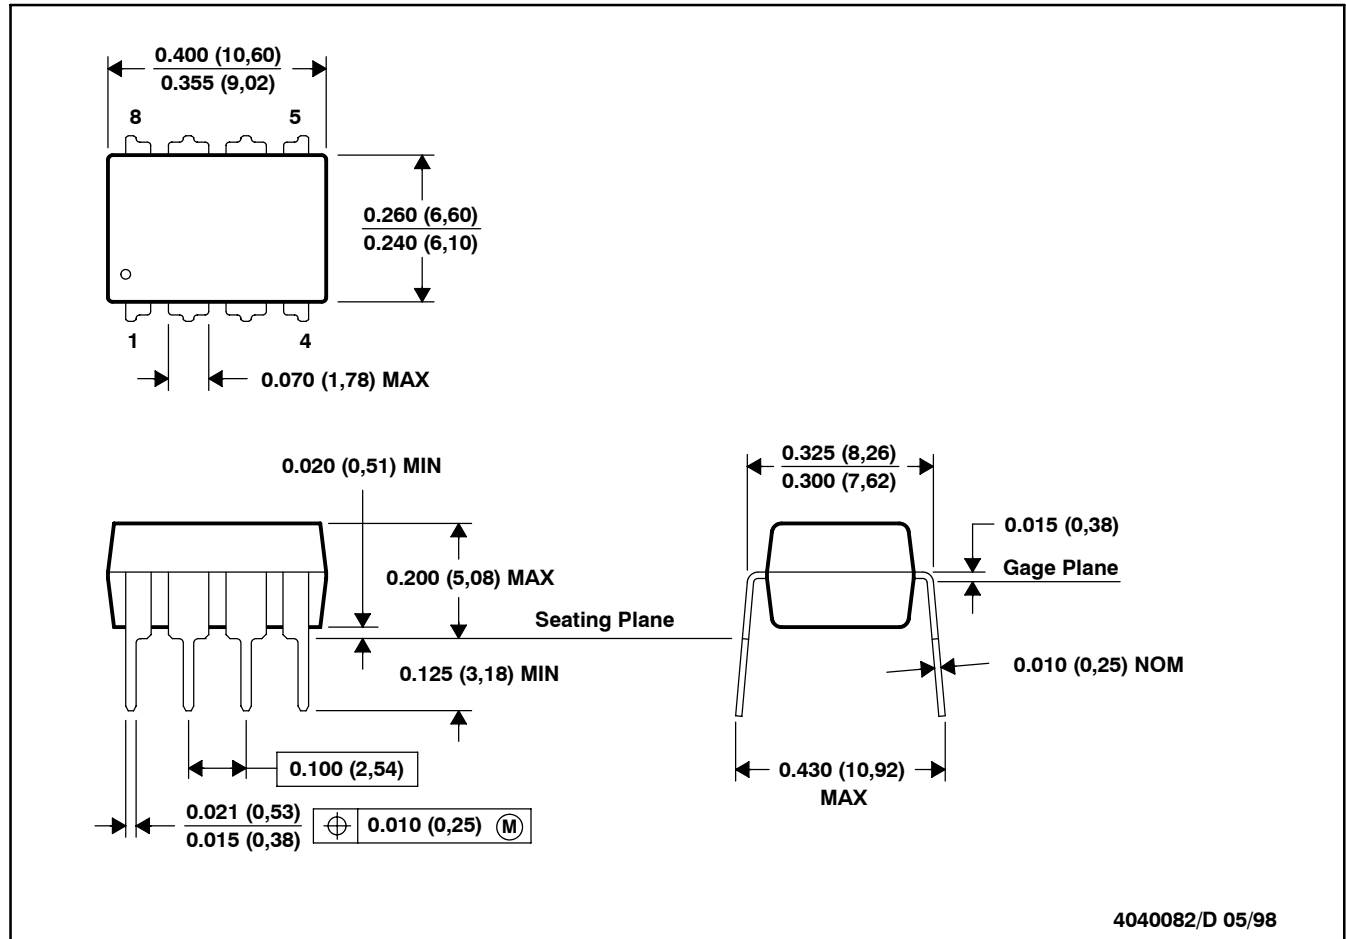 0.400 (10,60)
0.355 (9,02)
8
5
0.260 (6,60)
0.240 (6,10)
1
4
0.070 (1,78) MAX
0.020 (0,51) MIN
0.200 (5,08) MAX
Seating Plane
0.125 (3,18) MIN
0.100 (2,54)
0.021 (0,53)
0.015 (0,38)
0.010 (0,25) M
0.325 (8,26)
0.300 (7,62)
0.015 (0,38)
Gage Plane
0.010 (0,25) NOM
0.430 (10,92)
MAX
4040082/D 05/98